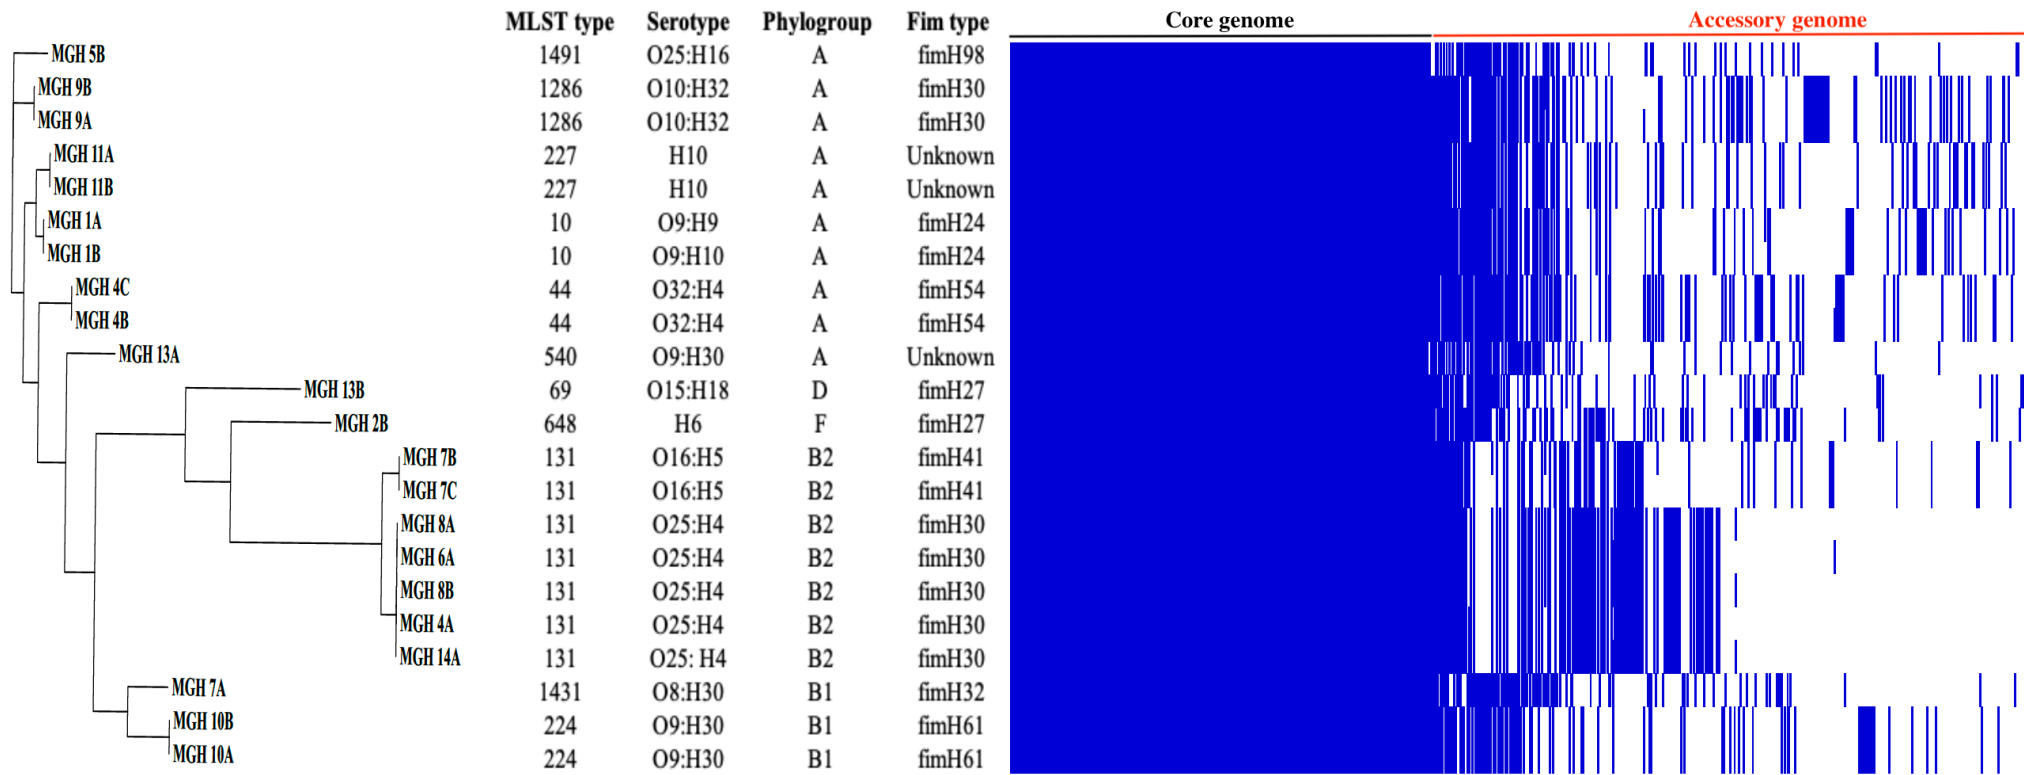 MLST type Serotype Phylogroup Fim type Core genome Accessory genome
MGH 5B 1491 O25:H16 A fimH98
MGH 9B 1286 O10:H32 A fimH30
MGH 9A 1286 O10:H32 A fimH30
MGH 11A 227 H10 A Unknown
MGH 11B 227 H10 A Unknown
MGH 1A 10 O9:H9 A fimH24
MGH 1B 10 O9:H10 A fimH24
MGH 4C 44 O32:H4 A fimH54
MGH 4B 44 O32:H4 A fimH54
MGH 13A 540 O9:H30 A Unknown
MGH 13B 69 O15:H18 D fimH27
MGH 2B 648 H6 F fimH27
MGH 7B 131 O16:H5 B2 fimH41
MGH 7C 131 O16:H5 B2 fimH41
MGH 8A 131 O25:H4 B2 fimH30
MGH 6A 131 O25:H4 B2 fimH30
MGH 8B 131 O25:H4 B2 fimH30
MGH 4A 131 O25:H4 B2 fimH30
MGH 14A 131 O25: H4 B2 fimH30
MGH 7A 1431 O8:H30 B1 fimH32
MGH 10B 224 O9:H30 B1 fimH61
MGH 10A 224 O9:H30 B1 fimH61